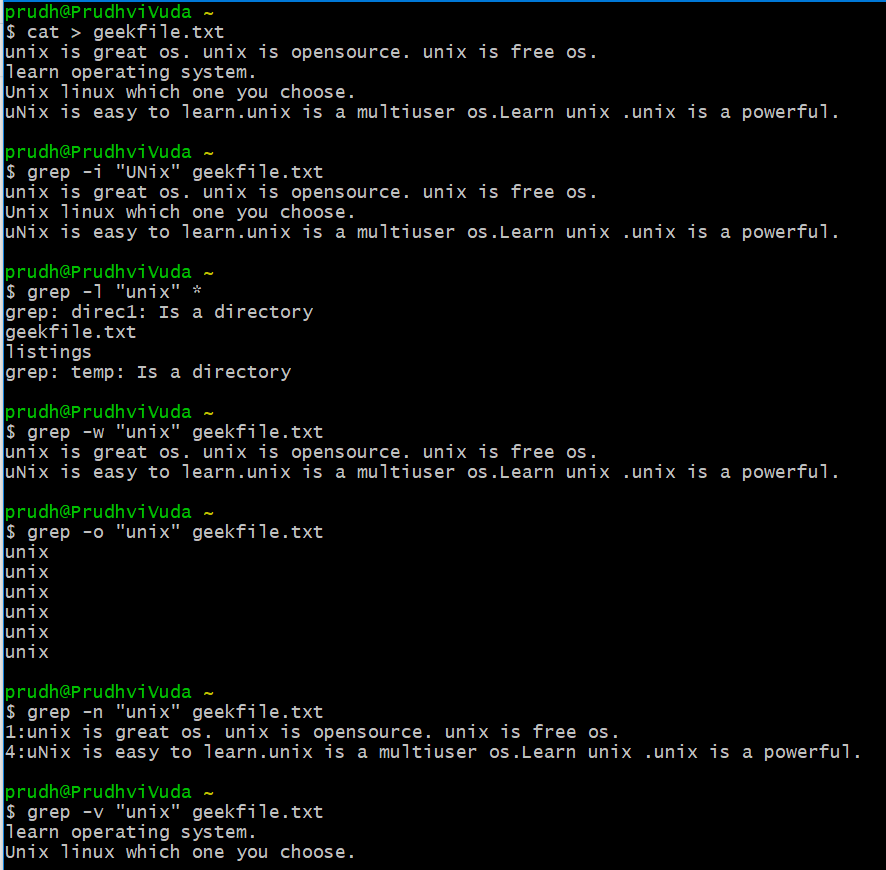 prudh@PrudhviVuda ~
$ cat > geekfile.txt
unix is great os. unix is opensource. unix is free os.
learn operating system.
Unix linux which one you choose.
uNix is easy to learn.unix is a multiuser os.Learn unix .unix is a powerful.
prudh@PrudhviVuda ~
$ grep -i "UNix" geekfile.txt
unix is great os. unix is opensource. unix is free os.
Unix linux which one you choose.
uNix is easy to learn.unix is a multiuser os.Learn unix .unix is a powerful.
prudh@PrudhviVuda ~
$ grep -l "unix" *
grep: direc1: Is a directory
geekfile.txt
listings
grep: temp: Is a directory
prudh@PrudhviVuda ~
$ grep -w "unix" geekfile.txt
unix is great os. unix is opensource. unix is free os.
uNix is easy to learn.unix is a multiuser os.Learn unix .unix is a powerful.
prudh@PrudhviVuda ~
$ grep -o "unix" geekfile.txt
unix
unix
unix
unix
unix
unix
prudh@PrudhviVuda ~
$ grep -n "unix" geekfile.txt
1:unix is great os. unix is opensource. unix is free os.
4:uNix is easy to learn.unix is a multiuser os.Learn unix .unix is a powerful.
prudh@PrudhviVuda ~
$ grep -v "unix" geekfile.txt
learn operating system.
Unix linux which one you choose.